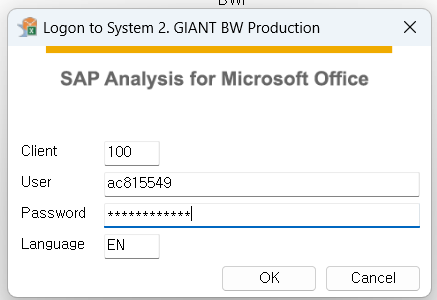 Logon to System 2. GIANT BW Production
SAP Analysis for Microsoft Office
Client 100
User ac815549
Password ************
Language EN
OK Cancel